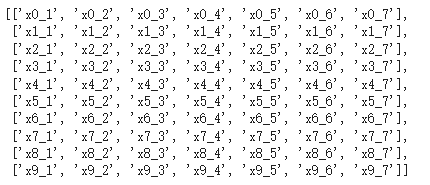 [['x0_1', 'x0_2', 'x0_3', 'x0_4', 'x0_5', 'x0_6', 'x0_7'],
['x1_1', 'x1_2', 'x1_3', 'x1_4', 'x1_5', 'x1_6', 'x1_7'],
['x2_1', 'x2_2', 'x2_3', 'x2_4', 'x2_5', 'x2_6', 'x2_7'],
['x3_1', 'x3_2', 'x3_3', 'x3_4', 'x3_5', 'x3_6', 'x3_7'],
['x4_1', 'x4_2', 'x4_3', 'x4_4', 'x4_5', 'x4_6', 'x4_7'],
['x5_1', 'x5_2', 'x5_3', 'x5_4', 'x5_5', 'x5_6', 'x5_7'],
['x6_1', 'x6_2', 'x6_3', 'x6_4', 'x6_5', 'x6_6', 'x6_7'],
['x7_1', 'x7_2', 'x7_3', 'x7_4', 'x7_5', 'x7_6', 'x7_7'],
['x8_1', 'x8_2', 'x8_3', 'x8_4', 'x8_5', 'x8_6', 'x8_7'],
['x9_1', 'x9_2', 'x9_3', 'x9_4', 'x9_5', 'x9_6', 'x9_7']]